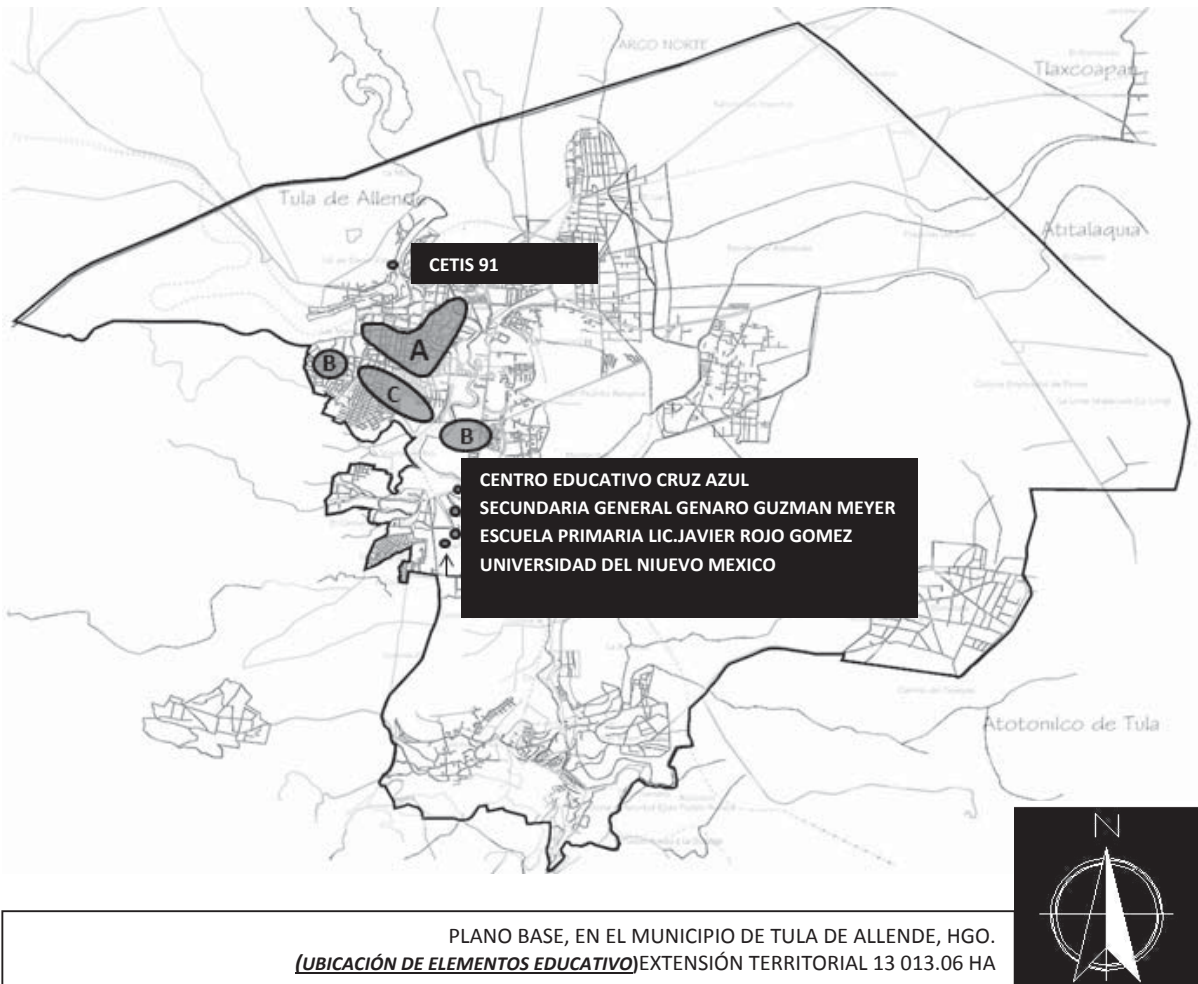 ARCO NORTE
Tlaxcoapan
Tula de Allende
Atitalaquia
CETIS 91
A
B
C
B
CENTRO EDUCATIVO CRUZ AZUL
SECUNDARIA GENERAL GENARO GUZMAN MEYER
ESCUELA PRIMARIA LIC.JAVIER ROJO GOMEZ
UNIVERSIDAD DEL NIUEVO MEXICO
Atotonilco de Tula
N
PLANO BASE, EN EL MUNICIPIO DE TULA DE ALLENDE, HGO.
(UBICACIÓN DE ELEMENTOS EDUCATIVO)EXTENSIÓN TERRITORIAL 13 013.06 HA